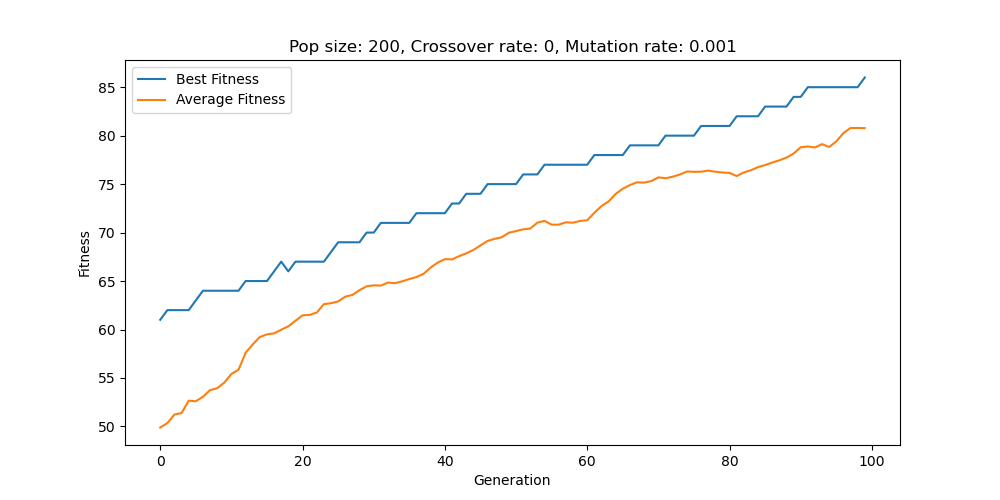 Pop size: 200, Crossover rate: 0, Mutation rate: 0.001
Best Fitness
Average Fitness
85
80
75
70
65
60
55
50
Fitness
0 20 40 60 80 100
Generation